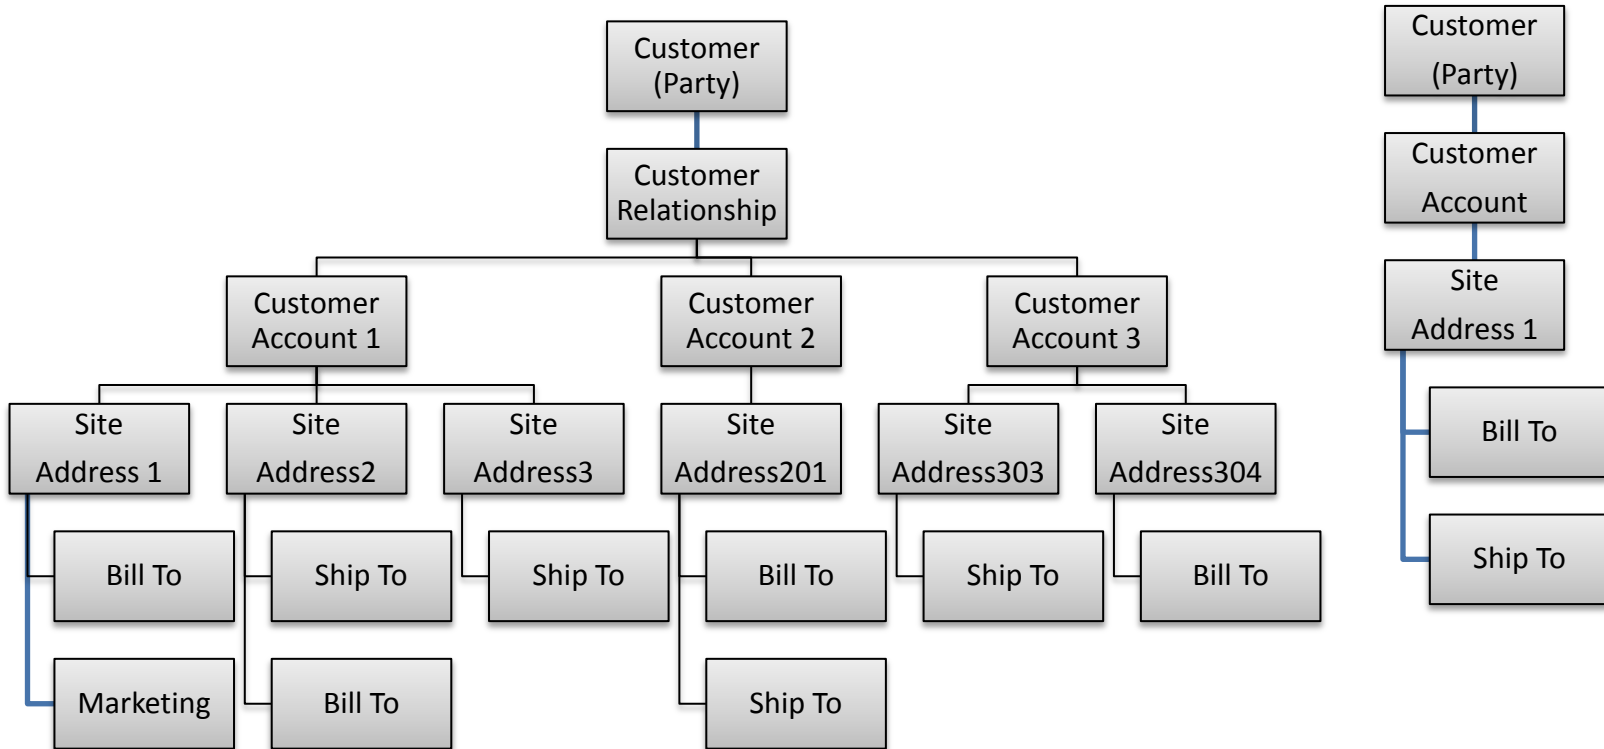 Customer
(Party)
Customer
Relationship
Customer
Account 1
Customer
Account 2
Customer
Account 3
Site
Address 1
Site
Address2
Site
Address3
Site
Address201
Site
Address303
Site
Address304
Bill To
Ship To
Ship To
Bill To
Ship To
Bill To
Marketing
Bill To
Ship To
Customer
(Party)
Customer
Account
Site
Address 1
Bill To
Ship To